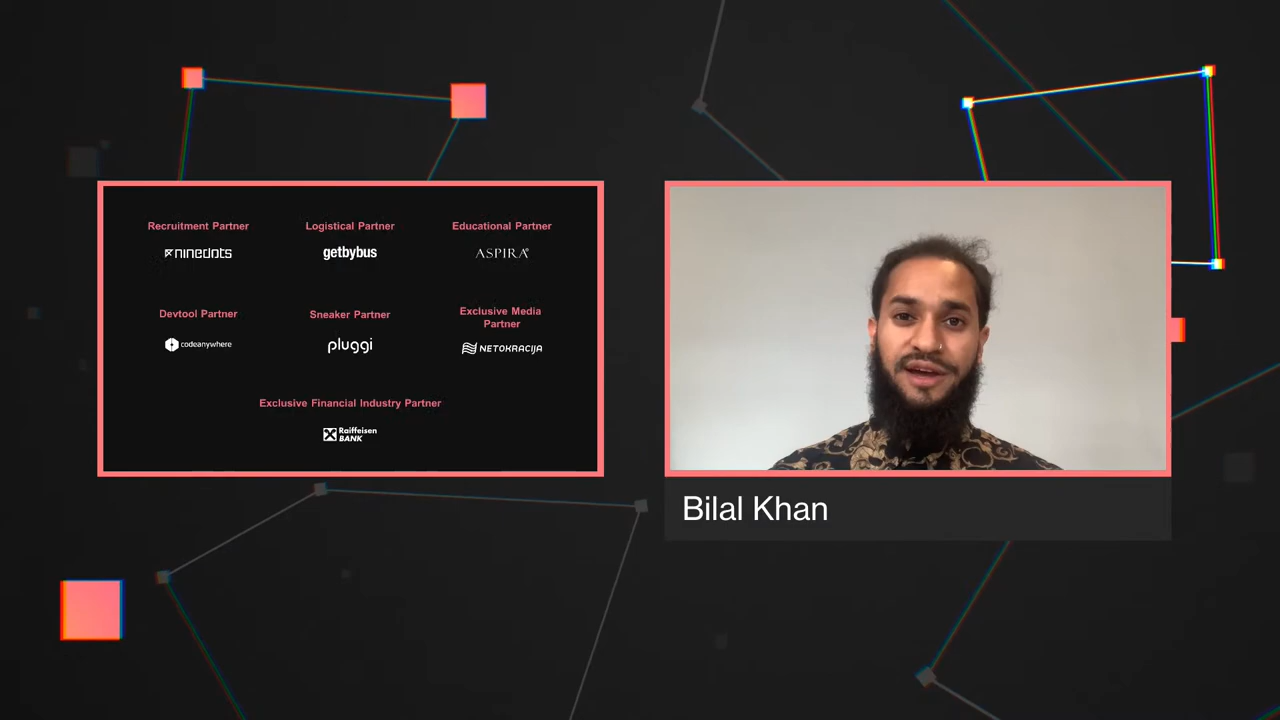 Recruitment Partner
Logistical Partner
Educational Partner
ninedots
getbybus
ASPIRA
Devtool Partner
Sneaker Partner
Exclusive Media
Partner
codeanywhere
pluggi
NETOKRACIJA
Exclusive Financial Industry Partner
Raiffeisen
BANK
Bilal Khan